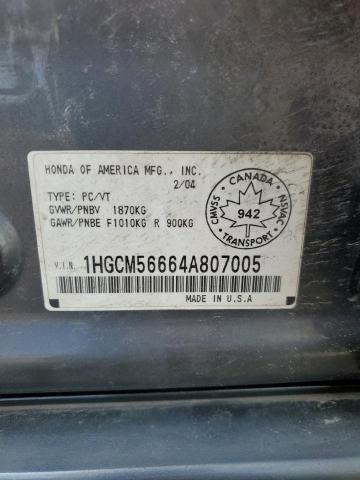 HONDA OF AMERICA MFG., INC.
2/04
TYPE: PC/VT
GVWR/PNBV 1870KG
GAWR/PNBE F1010KG R 900KG
CANADA
CMVSS
942
NSVAC
TRANSPORT
V.I.N. 1HGCM56664A807005
MADE IN U.S.A